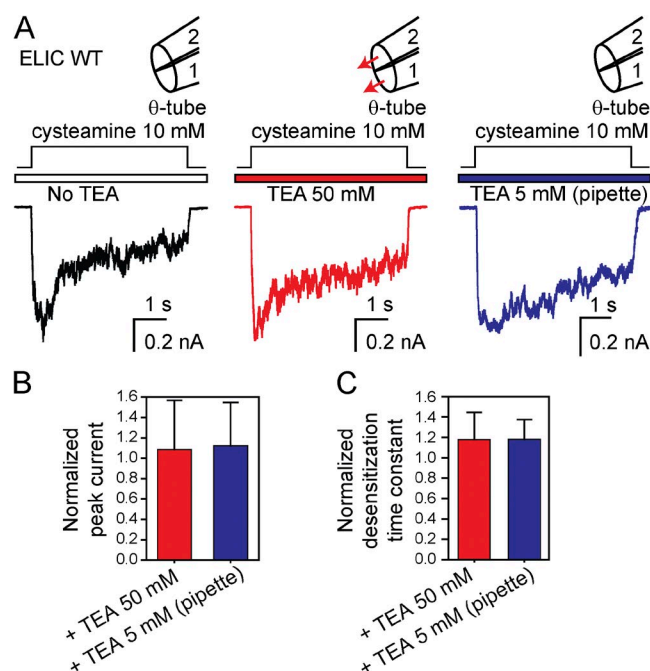 A
ELIC WT
2
1
θ-tube
cysteamine 10 mM
No TEA
1 s
0.2 nA
2
1
θ-tube
cysteamine 10 mM
TEA 50 mM
1 s
0.2 nA
2
1
θ-tube
cysteamine 10 mM
TEA 5 mM (pipette)
1 s
0.2 nA
B
Normalized
peak current
1.6
1.4
1.2
1.0
0.8
0.6
0.4
0.2
0.0
+ TEA 50 mM
+ TEA 5 mM (pipette)
C
Normalized
desensitization
time constant
1.6
1.4
1.2
1.0
0.8
0.6
0.4
0.2
0.0
+ TEA 50 mM
+ TEA 5 mM (pipette)